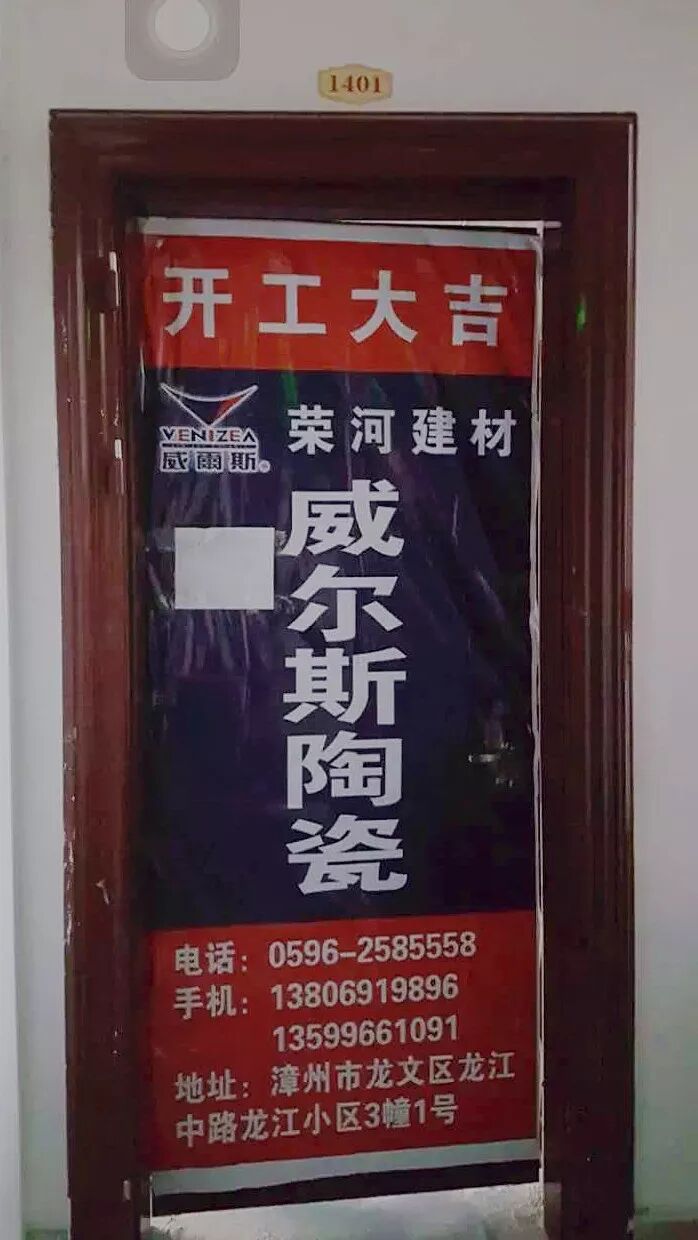 1401
开工大吉
VENIZEA
威爾斯
荣河建材
威尔斯陶瓷
电话：0596-2585558
手机：13806919896
13599661091
地址：漳州市龙文区龙江
中路龙江小区3幢1号